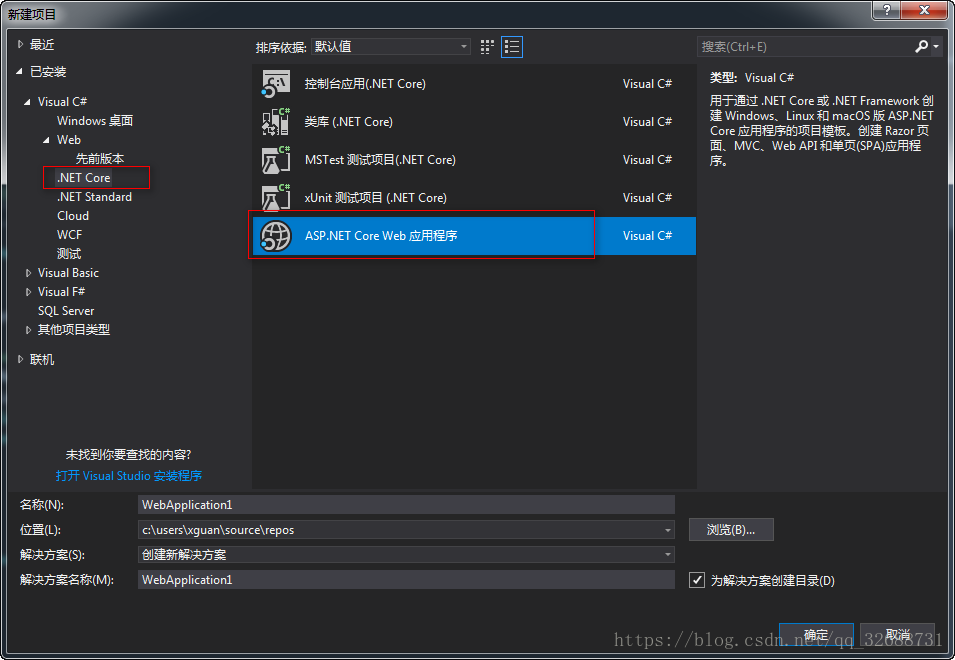 新建项目
最近
已安装
Visual C#
Windows 桌面
Web
先前版本
.NET Core
.NET Standard
Cloud
WCF
测试
Visual Basic
Visual F#
SQL Server
其他项目类型
联机
未找到你要查找的内容?
打开 Visual Studio 安装程序
排序依据: 默认值
控制台应用(.NET Core) Visual C#
类库 (.NET Core) Visual C#
MSTest 测试项目(.NET Core) Visual C#
xUnit 测试项目 (.NET Core) Visual C#
ASP.NET Core Web 应用程序 Visual C#
搜索(Ctrl+E)
类型: Visual C#
用于通过 .NET Core 或 .NET Framework 创
建 Windows、Linux 和 macOS 版 ASP.NET
Core 应用程序的项目模板。创建 Razor 页
面、MVC、Web API 和单页(SPA)应用程
序。
名称(N): WebApplication1
位置(L): c:\users\xguan\source\repos 浏览(B)...
解决方案(S): 创建新解决方案
解决方案名称(M): WebApplication1 为解决方案创建目录(D)
确定 取消
https://blog.csdn.net/qq_32688731